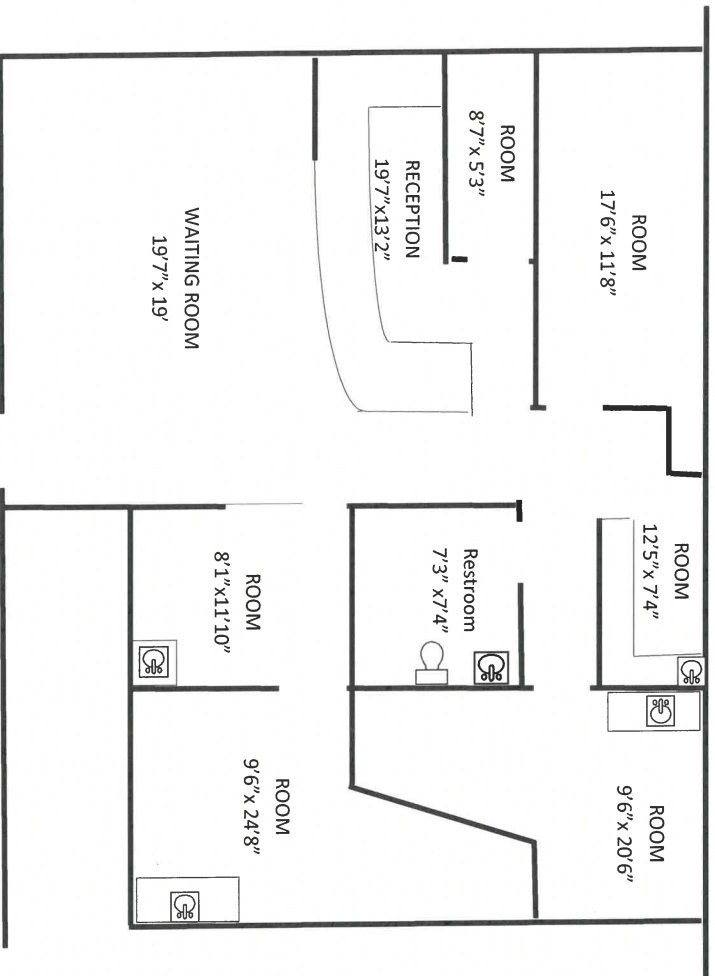 ROOM
17’6”x 11’8”
ROOM
8’7”x 5’3”
RECEPTION
19’7”x13’2”
WAITING ROOM
19’7”x 19’
ROOM
12’5”x 7’4”
Restroom
7’3” x7’4”
ROOM
8’1”x11’10”
ROOM
9’6”x 20’6”
ROOM
9’6”x 24’8”